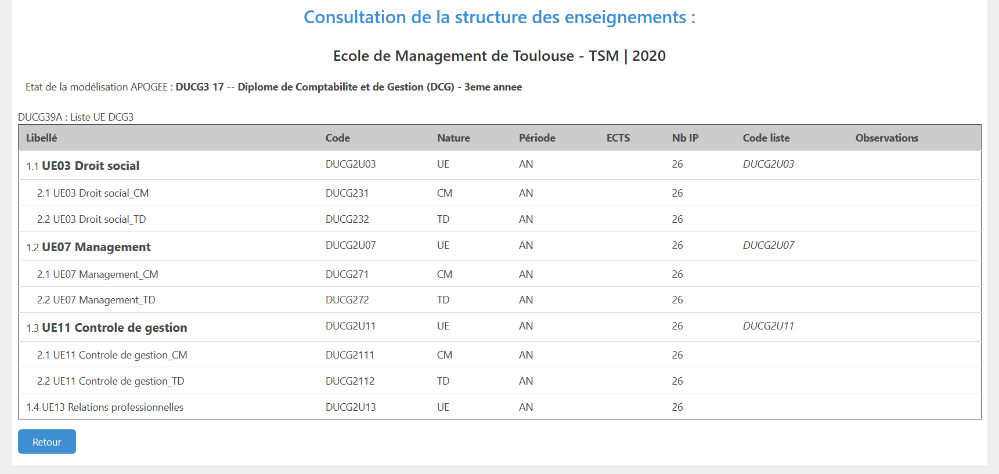 Consultation de la structure des enseignements :
Ecole de Management de Toulouse - TSM | 2020
Etat de la modélisation APOGEE : DUCG3 17 -- Diplome de Comptabilite et de Gestion (DCG) - 3eme annee
DUCG39A : Liste UE DCG3
Libellé Code Nature Période ECTS Nb IP Code liste Observations
1.1 UE03 Droit social DUCG2U03 UE AN 26 DUCG2U03
2.1 UE03 Droit social_CM DUCG231 CM AN 26
2.2 UE03 Droit social_TD DUCG232 TD AN 26
1.2 UE07 Management DUCG2U07 UE AN 26 DUCG2U07
2.1 UE07 Management_CM DUCG271 CM AN 26
2.2 UE07 Management_TD DUCG272 TD AN 26
1.3 UE11 Controle de gestion DUCG2U11 UE AN 26 DUCG2U11
2.1 UE11 Controle de gestion_CM DUCG2111 CM AN 26
2.2 UE11 Controle de gestion_TD DUCG2112 TD AN 26
1.4 UE13 Relations professionnelles DUCG2U13 UE AN 26
Retour